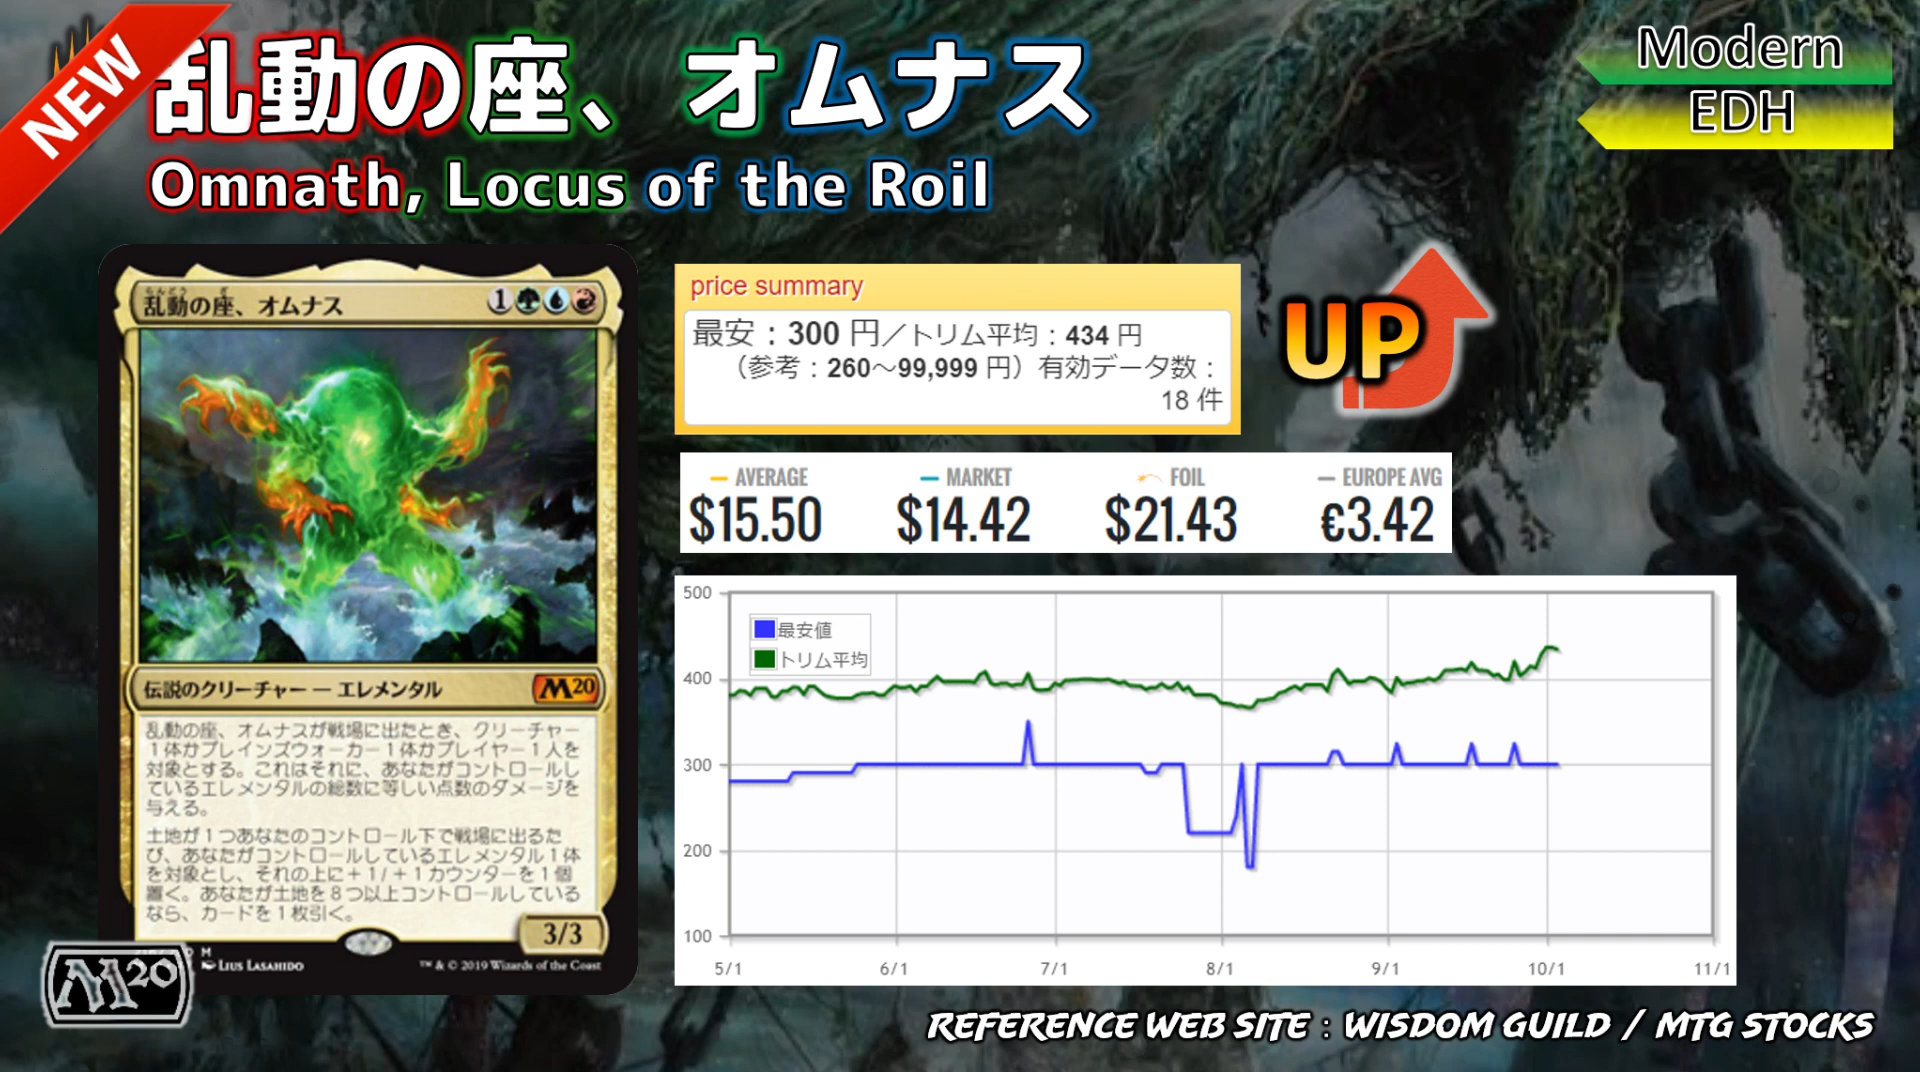 NEW
乱動の座、オムナス
Omnath, Locus of the Roil
Modern
EDH
乱動の座、オムナス
らんどう ざ
1
伝説のクリーチャー — エレメンタル
M20
乱動の座、オムナスが戦場に出たとき、クリーチャー
1体かプレインズウォーカー1体かプレイヤー1人を
対象とする。これはそれに、あなたがコントロールし
ているエレメンタルの総数に等しい点数のダメージを
与える。
土地が1つあなたのコントロール下で戦場に出るた
び、あなたがコントロールしているエレメンタル1体
を対象とし、それの上に+1/+1カウンターを1個
置く。あなたが土地を8つ以上コントロールしている
なら、カードを1枚引く。
3/3
M
LIUS LASAHIDO
™ & © 2019 Wizards of the Coast
M20
price summary
最安:300 円/トリム平均:434 円
(参考:260~99,999 円)有効データ数:
18 件
UP
AVERAGE
$15.50
MARKET
$14.42
FOIL
$21.43
EUROPE AVG
€3.42
500
400
300
200
100
最安値
トリム平均
5/1
6/1
7/1
8/1
9/1
10/1
11/1
REFERENCE WEB SITE : WISDOM GUILD / MTG STOCKS